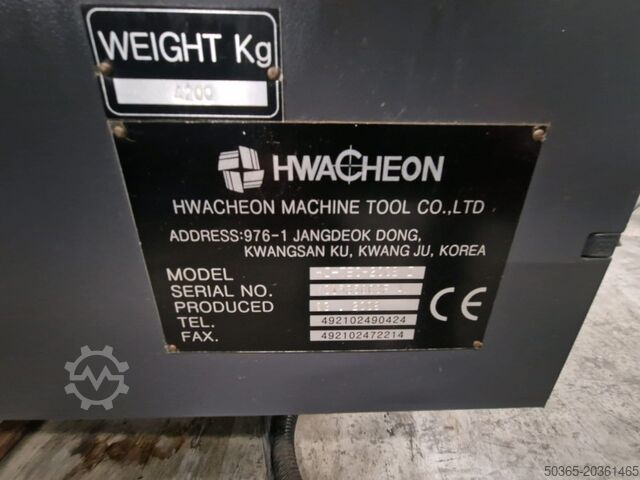 WEIGHT Kg
4200
HWACHEON
HWACHEON MACHINE TOOL CO.,LTD
ADDRESS:976-1 JANGDEOK DONG,
KWANGSAN KU, KWANG JU, KOREA
MODEL
SERIAL NO.
PRODUCED
TEL. 492102490424
FAX. 492102472214
CE
50365-20361465